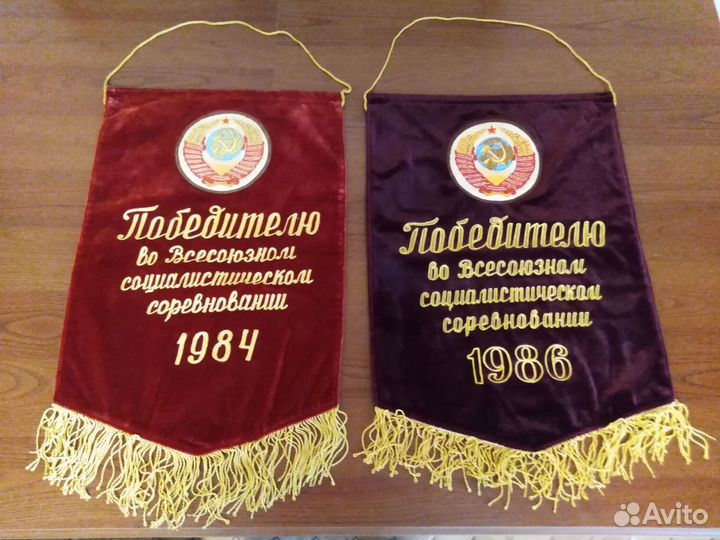 Победителю
во Всесоюзном
социалистическом
соревновании
1984
Победителю
во Всесоюзном
социалистическом
соревновании
1986
Avito